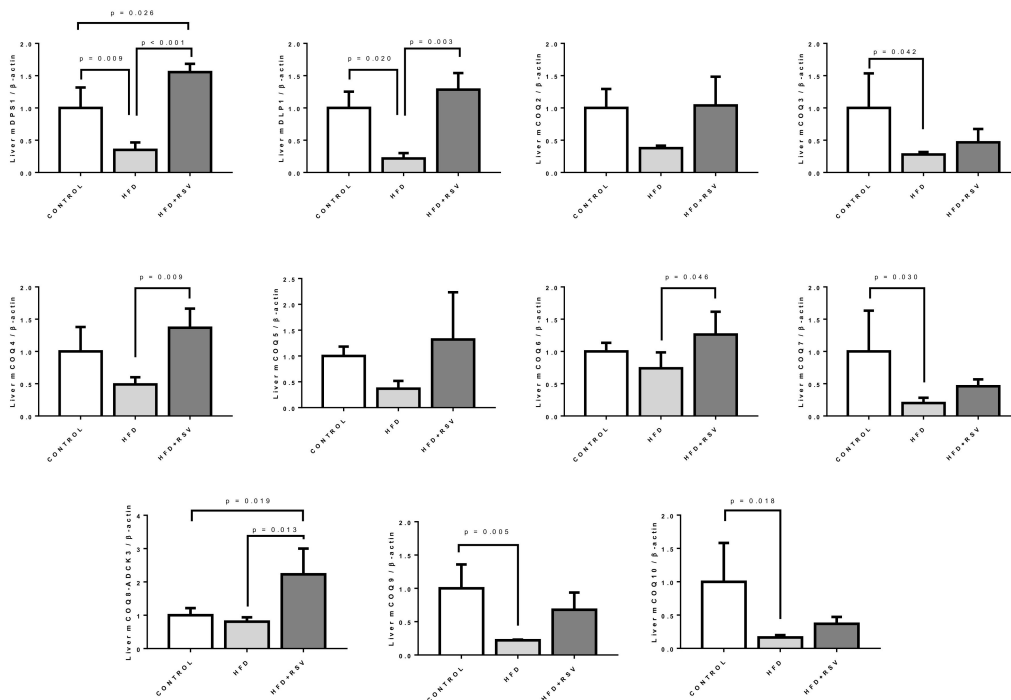 p = 0.026
p < 0.001
p = 0.009
Liver mDPS1/β-actin
2.0
1.5
1.0
0.5
0.0
CONTROL
HFD
HFD+RSV
p = 0.003
p = 0.020
Liver mDLP1/β-actin
2.0
1.5
1.0
0.5
0.0
CONTROL
HFD
HFD+RSV
Liver mCOQ2/β-actin
2.0
1.5
1.0
0.5
0.0
CONTROL
HFD
HFD+RSV
p = 0.042
Liver mCOQ3/β-actin
2.0
1.5
1.0
0.5
0.0
CONTROL
HFD
HFD+RSV
p = 0.009
Liver mCOQ4/β-actin
2.0
1.5
1.0
0.5
0.0
CONTROL
HFD
HFD+RSV
Liver mCOQ5/β-actin
2.5
2.0
1.5
1.0
0.5
0.0
CONTROL
HFD
HFD+RSV
p = 0.046
Liver mCOQ6/β-actin
2.0
1.5
1.0
0.5
0.0
CONTROL
HFD
HFD+RSV
p = 0.030
Liver mCOQ7/β-actin
2.0
1.5
1.0
0.5
0.0
CONTROL
HFD
HFD+RSV
p = 0.019
p = 0.013
Liver mCOQ8-ADCK3/β-actin
4
3
2
1
0
CONTROL
HFD
HFD+RSV
p = 0.005
Liver mCOQ9/β-actin
2.0
1.5
1.0
0.5
0.0
CONTROL
HFD
HFD+RSV
p = 0.018
Liver mCOQ10/β-actin
2.0
1.5
1.0
0.5
0.0
CONTROL
HFD
HFD+RSV